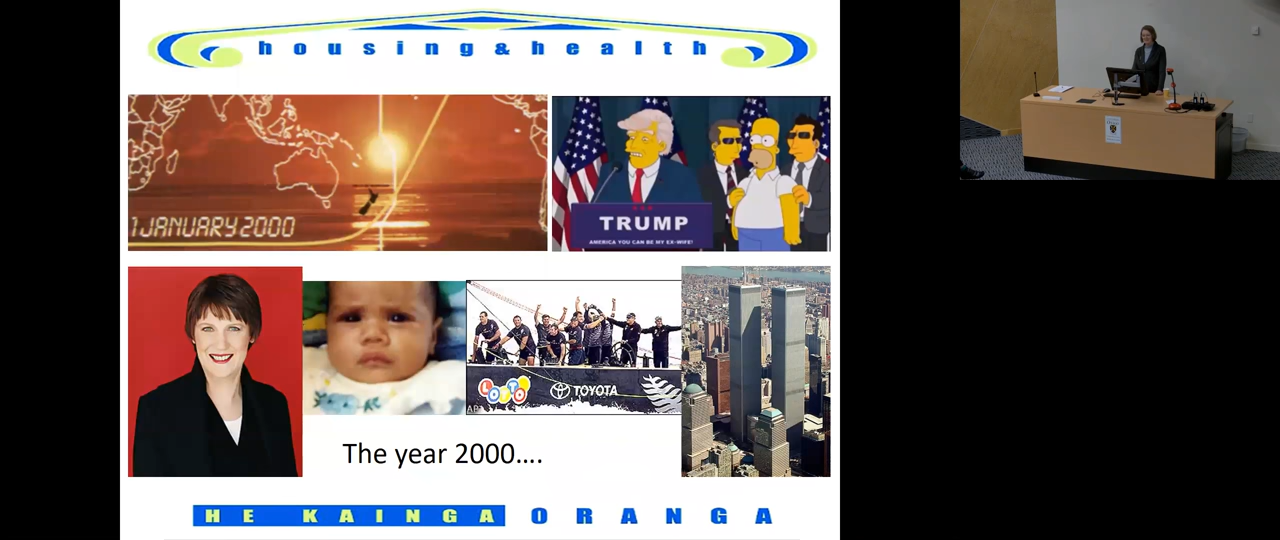 housing&health
1 JANUARY 2000
TRUMP
AMERICA YOU CAN BE MY EX-WIFE!
LOTTO
TOYOTA
The year 2000....
HE KAINGA ORANGA